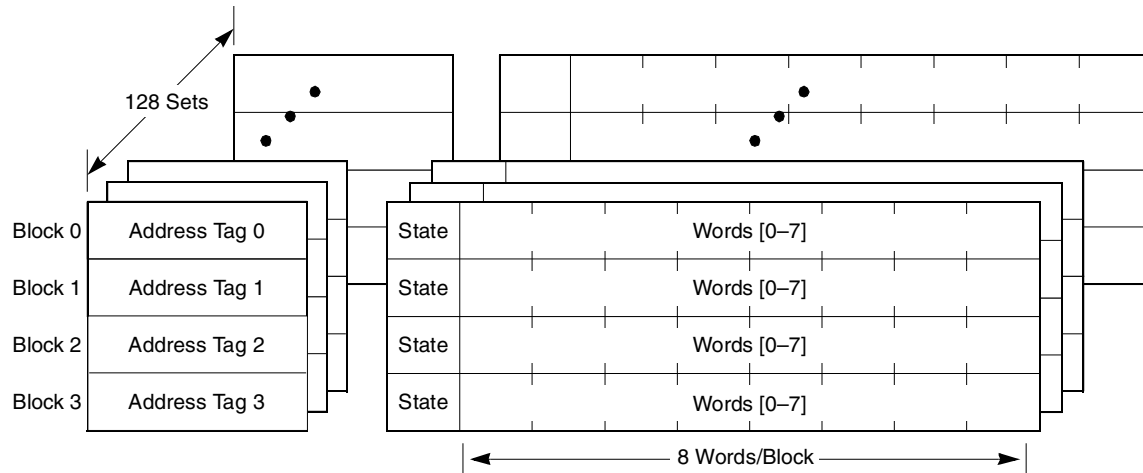 128 Sets
Block 0 Address Tag 0 State Words [0–7]
Block 1 Address Tag 1 State Words [0–7]
Block 2 Address Tag 2 State Words [0–7]
Block 3 Address Tag 3 State Words [0–7]
8 Words/Block